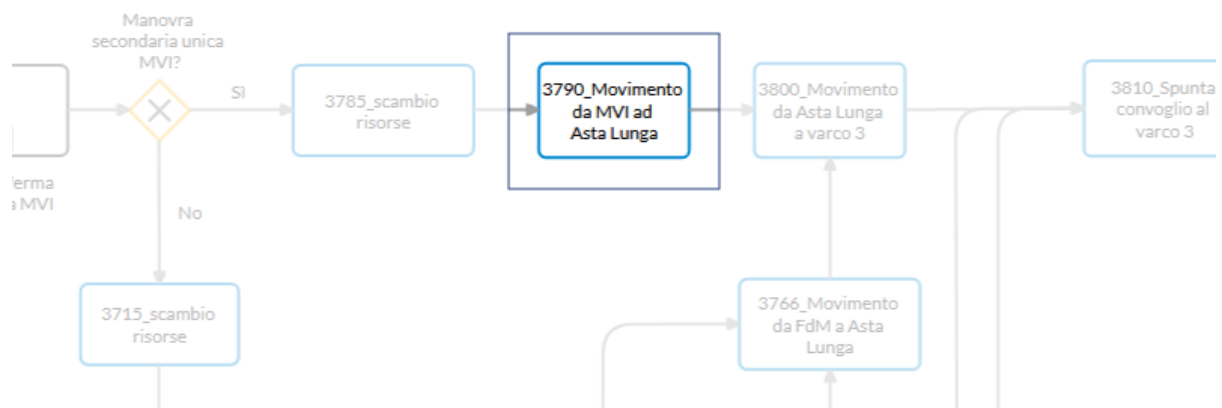 Manovra
secondaria unica
MVI?
Sì
3785_scambio
risorse
3790_Movimento
da MVI ad
Asta Lunga
3800_Movimento
da Asta Lunga
a varco 3
3810_Spunta
convoglio al
varco 3
ferma
a MVI
No
3715_scambio
risorse
3766_Movimento
da FdM a Asta
Lunga